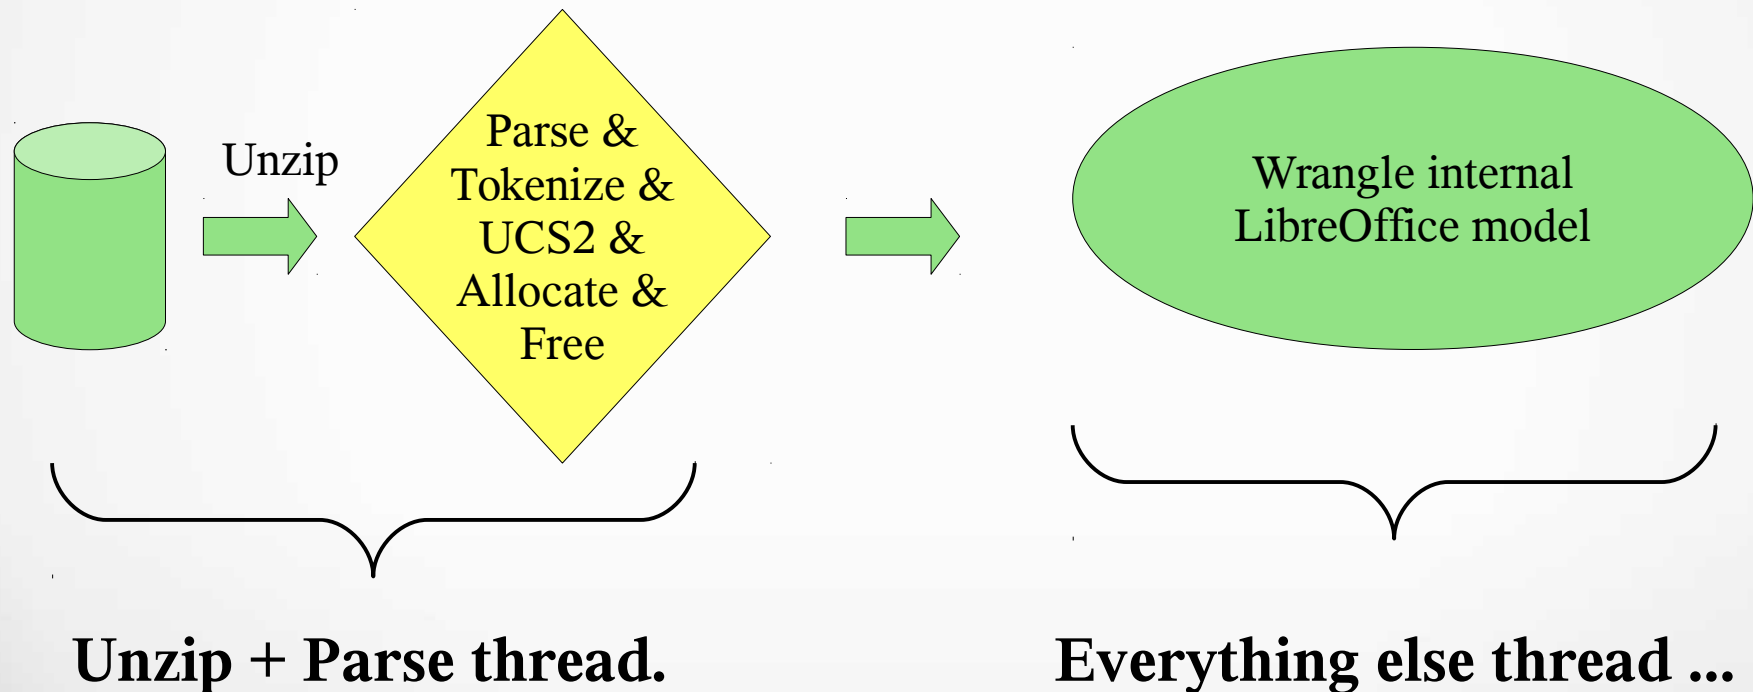 Unzip
Parse &
Tokenize &
UCS2 &
Allocate &
Free
Wrangle internal
LibreOffice model
Unzip + Parse thread.
Everything else thread ...